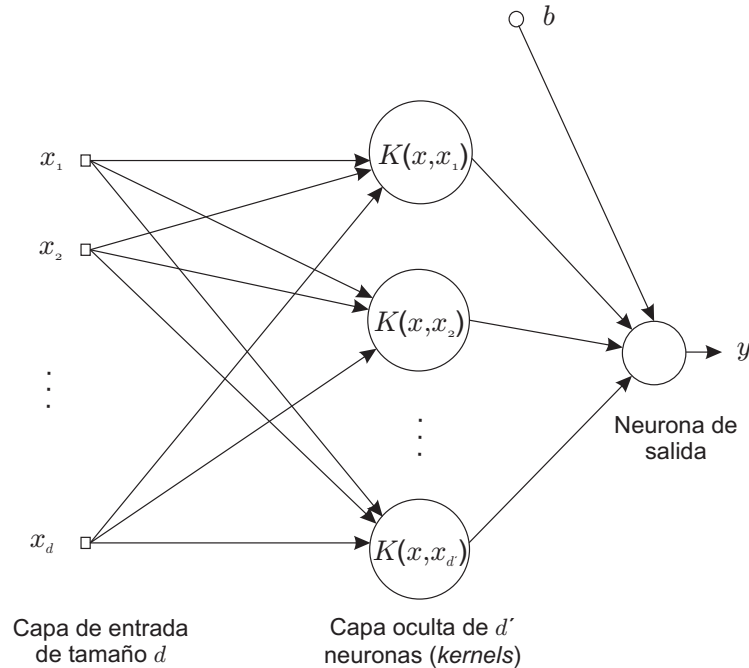 b
x₁
K(x,x₁)
x₂
K(x,x₂)
y
Neurona de
salida
x_d
K(x,x_d′)
Capa de entrada
de tamaño d
Capa oculta de d′
neuronas (kernels)